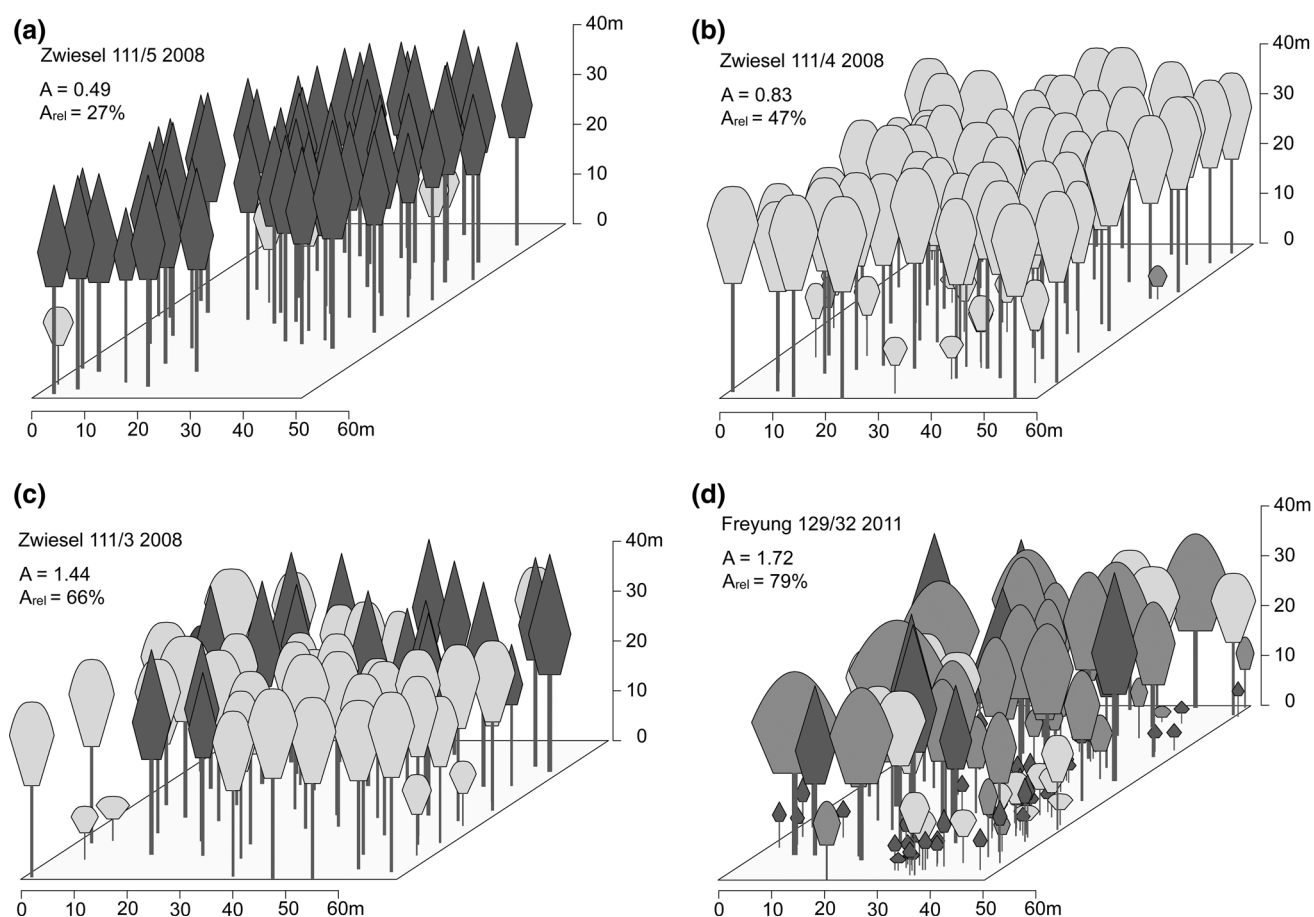 (a)
Zwiesel 111/5 2008
A = 0.49
Arel = 27%
40m
30
20
10
0
0 10 20 30 40 50 60m
(b)
Zwiesel 111/4 2008
A = 0.83
Arel = 47%
40m
30
20
10
0
0 10 20 30 40 50 60m
(c)
Zwiesel 111/3 2008
A = 1.44
Arel = 66%
40m
30
20
10
0
0 10 20 30 40 50 60m
(d)
Freyung 129/32 2011
A = 1.72
Arel = 79%
40m
30
20
10
0
0 10 20 30 40 50 60m